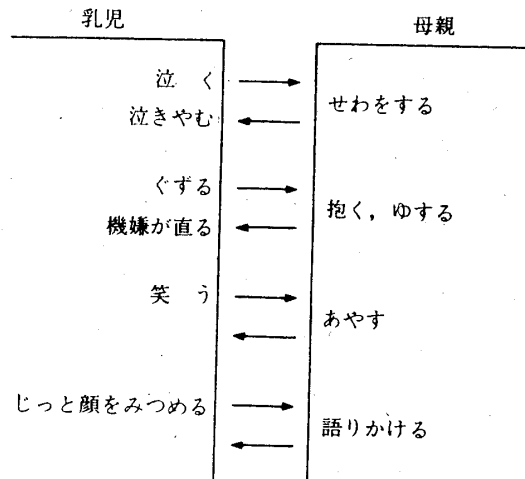 乳児
母親
泣く
せわをする
泣きやむ
ぐずる
抱く，ゆする
機嫌が直る
笑う
あやす
じっと顔をみつめる
語りかける